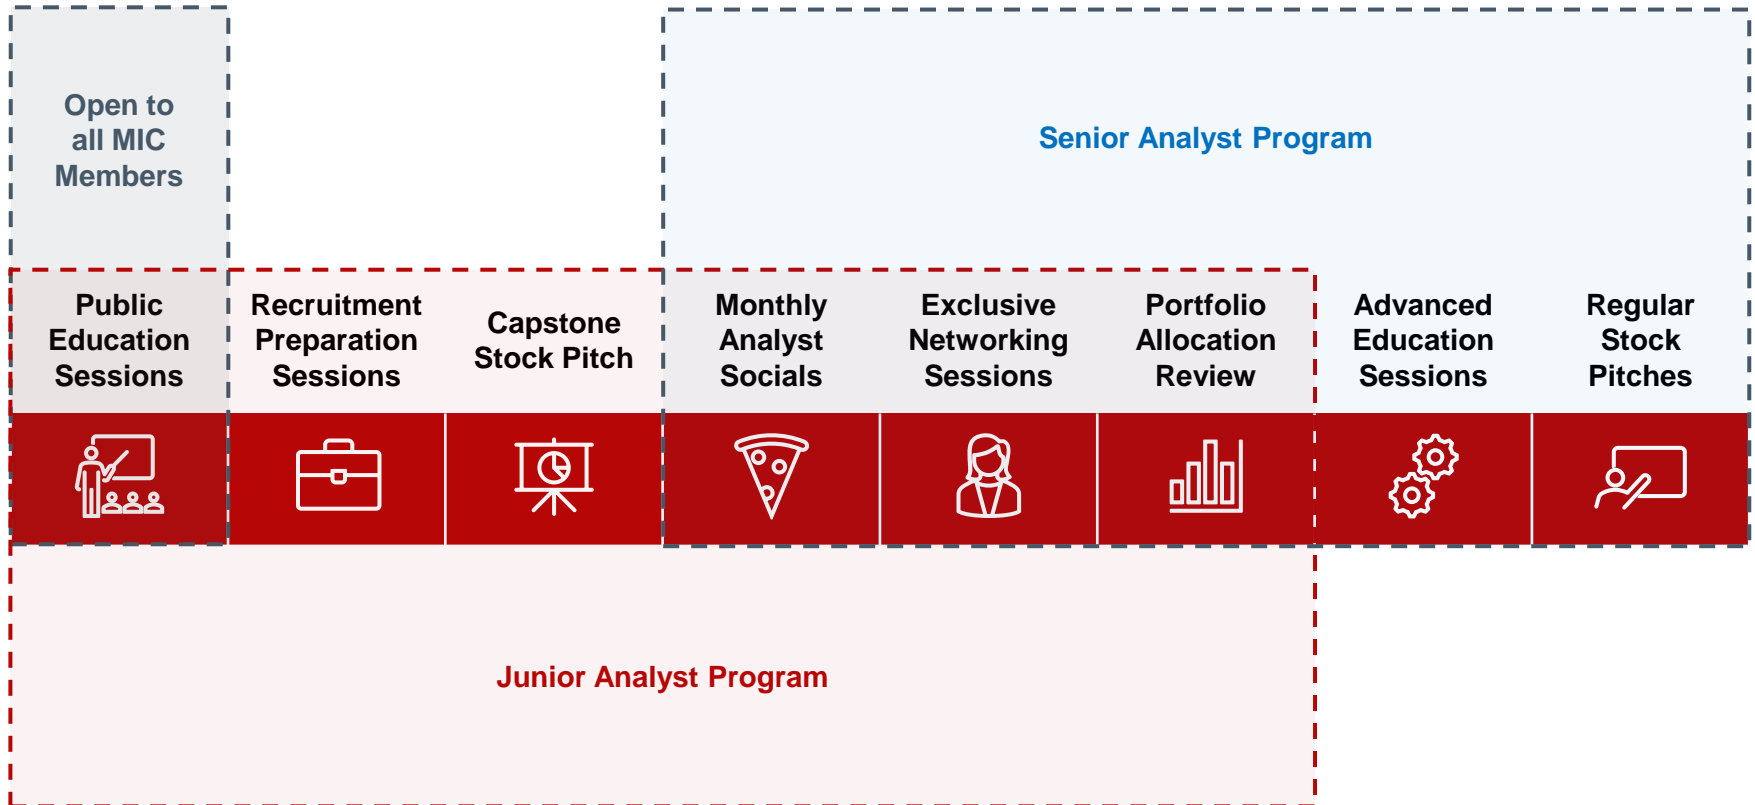 Open to
all MIC
Members
Senior Analyst Program
Public
Education
Sessions
Recruitment
Preparation
Sessions
Capstone
Stock Pitch
Monthly
Analyst
Socials
Exclusive
Networking
Sessions
Portfolio
Allocation
Review
Advanced
Education
Sessions
Regular
Stock
Pitches
Junior Analyst Program